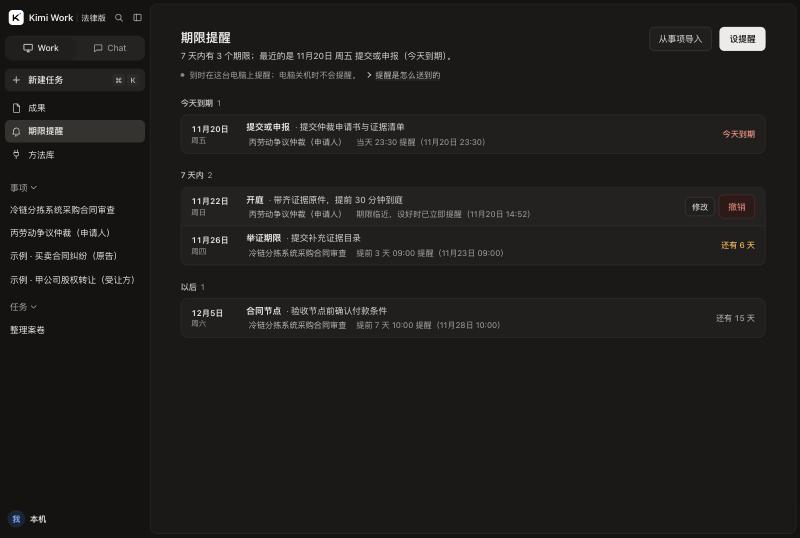 Kimi Work 法律版
Work Chat
新建任务 ⌘ K
成果
期限提醒
方法库
事项
冷链分拣系统采购合同审查
丙劳动争议仲裁（申请人）
示例 · 买卖合同纠纷（原告）
示例 · 甲公司股权转让（受让方）
任务
整理案卷
我 本机
期限提醒
从事项导入 设提醒
7 天内有 3 个期限；最近的是 11月20日 周五 提交或申报（今天到期）。
到时在这台电脑上提醒；电脑关机时不会提醒。 提醒是怎么送到的
今天到期 1
11月20日 提交或申报 · 提交仲裁申请书与证据清单
周五 丙劳动争议仲裁（申请人） 当天 23:30 提醒（11月20日 23:30）
今天到期
7 天内 2
11月22日 开庭 · 带齐证据原件，提前 30 分钟到庭
周日 丙劳动争议仲裁（申请人） 期限临近，设好时已立即提醒（11月20日 14:52）
修改 撤销
11月26日 举证期限 · 提交补充证据目录
周四 冷链分拣系统采购合同审查 提前 3 天 09:00 提醒（11月23日 09:00）
还有 6 天
以后 1
12月5日 合同节点 · 验收节点前确认付款条件
周六 冷链分拣系统采购合同审查 提前 7 天 10:00 提醒（11月28日 10:00）
还有 15 天